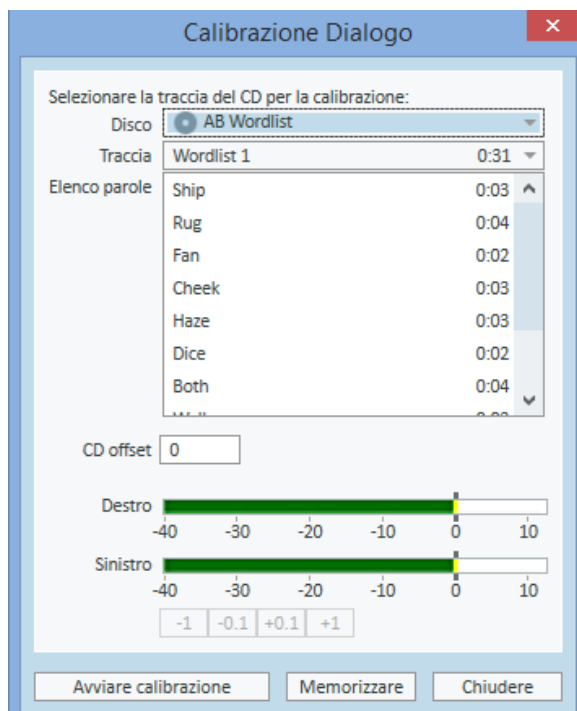 Calibrazione Dialogo
Selezionare la traccia del CD per la calibrazione:
Disco AB Wordlist
Traccia Wordlist 1 0:31
Elenco parole Ship 0:03
Rug 0:04
Fan 0:02
Cheek 0:03
Haze 0:03
Dice 0:02
Both 0:04
CD offset 0
Destro
-40 -30 -20 -10 0 10
Sinistro
-40 -30 -20 -10 0 10
-1 -0.1 +0.1 +1
Avviare calibrazione Memorizzare Chiudere